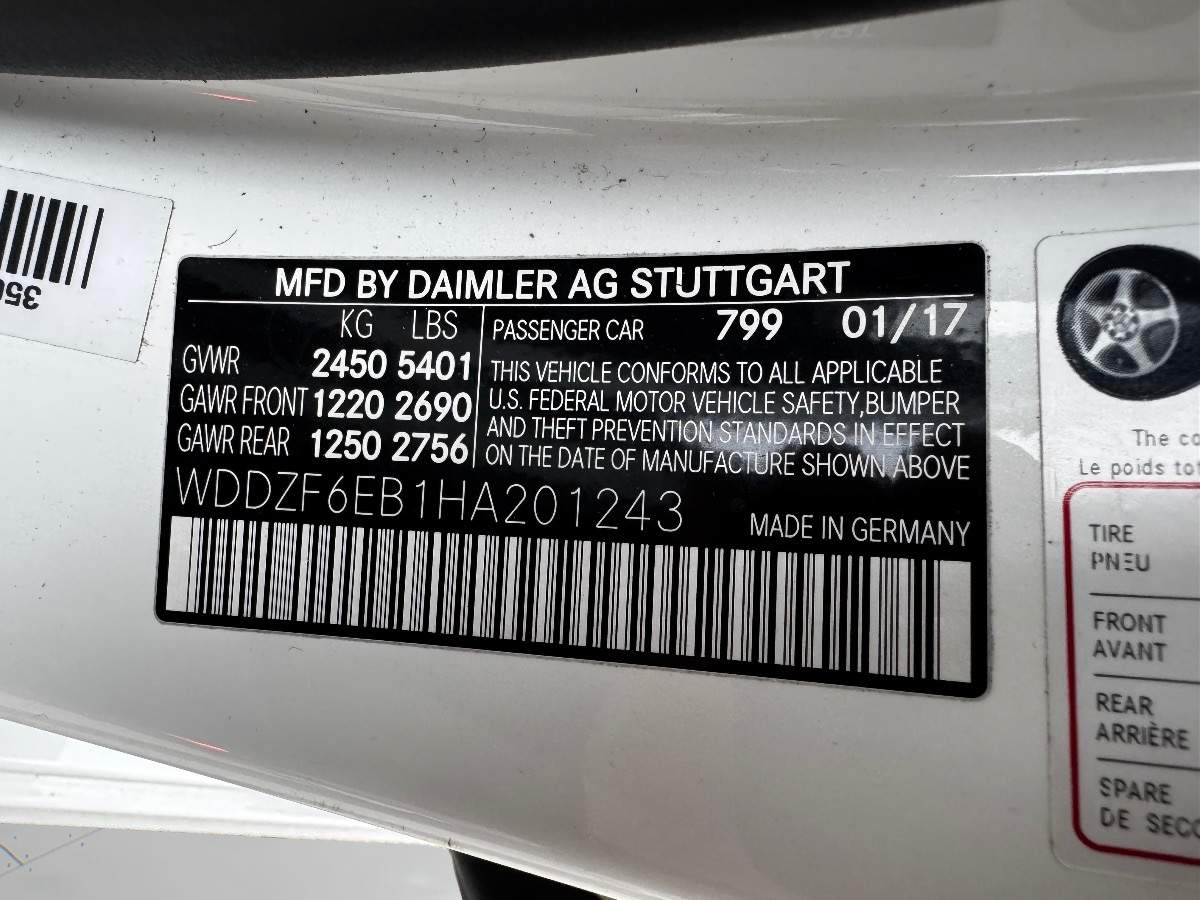 MFD BY DAIMLER AG STUTTGART
KG LBS
GVWR 2450 5401
GAWR FRONT 1220 2690
GAWR REAR 1250 2756
PASSENGER CAR 799 01/17
THIS VEHICLE CONFORMS TO ALL APPLICABLE
U.S. FEDERAL MOTOR VEHICLE SAFETY,BUMPER
AND THEFT PREVENTION STANDARDS IN EFFECT
ON THE DATE OF MANUFACTURE SHOWN ABOVE
WDDZF6EB1HA201243
MADE IN GERMANY
The
Le poids
TIRE
PNEU
FRONT
AVANT
REAR
ARRIÈRE
SPARE
DE